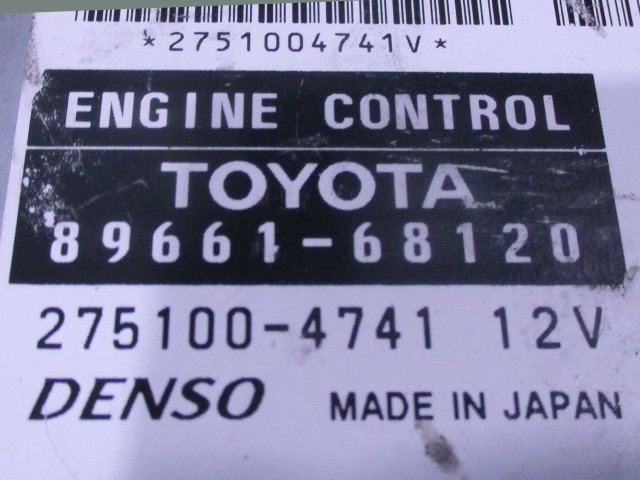 *2751004741V*
ENGINE CONTROL
TOYOTA
89661-68120
275100-4741 12V
DENSO MADE IN JAPAN